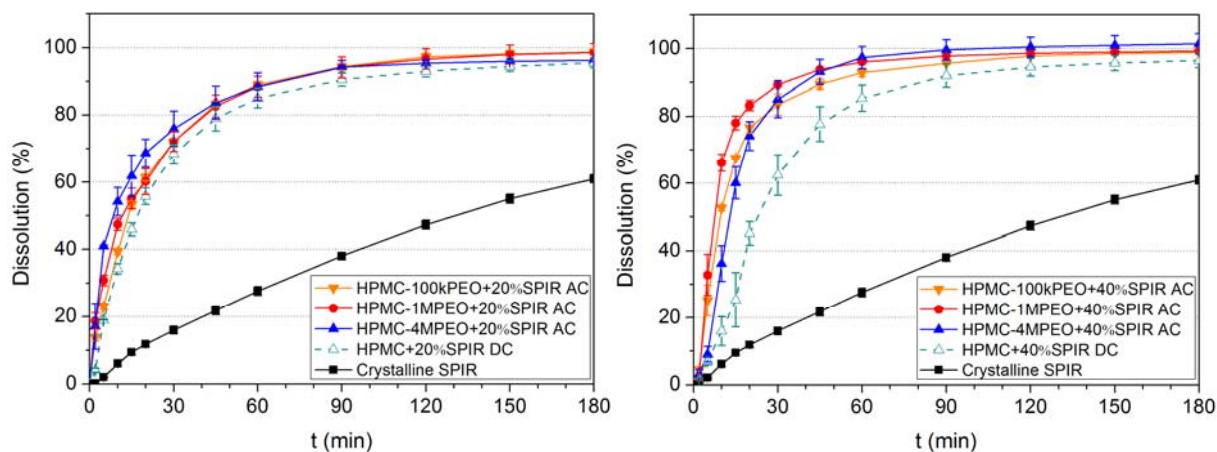 Dissolution (%)
100
80
60
40
20
0
HPMC-100kPEO+20%SPIR AC
HPMC-1MPEO+20%SPIR AC
HPMC-4MPEO+20%SPIR AC
HPMC+20%SPIR DC
Crystalline SPIR
0 30 60 90 120 150 180
t (min)
Dissolution (%)
100
80
60
40
20
0
HPMC-100kPEO+40%SPIR AC
HPMC-1MPEO+40%SPIR AC
HPMC-4MPEO+40%SPIR AC
HPMC+40%SPIR DC
Crystalline SPIR
0 30 60 90 120 150 180
t (min)